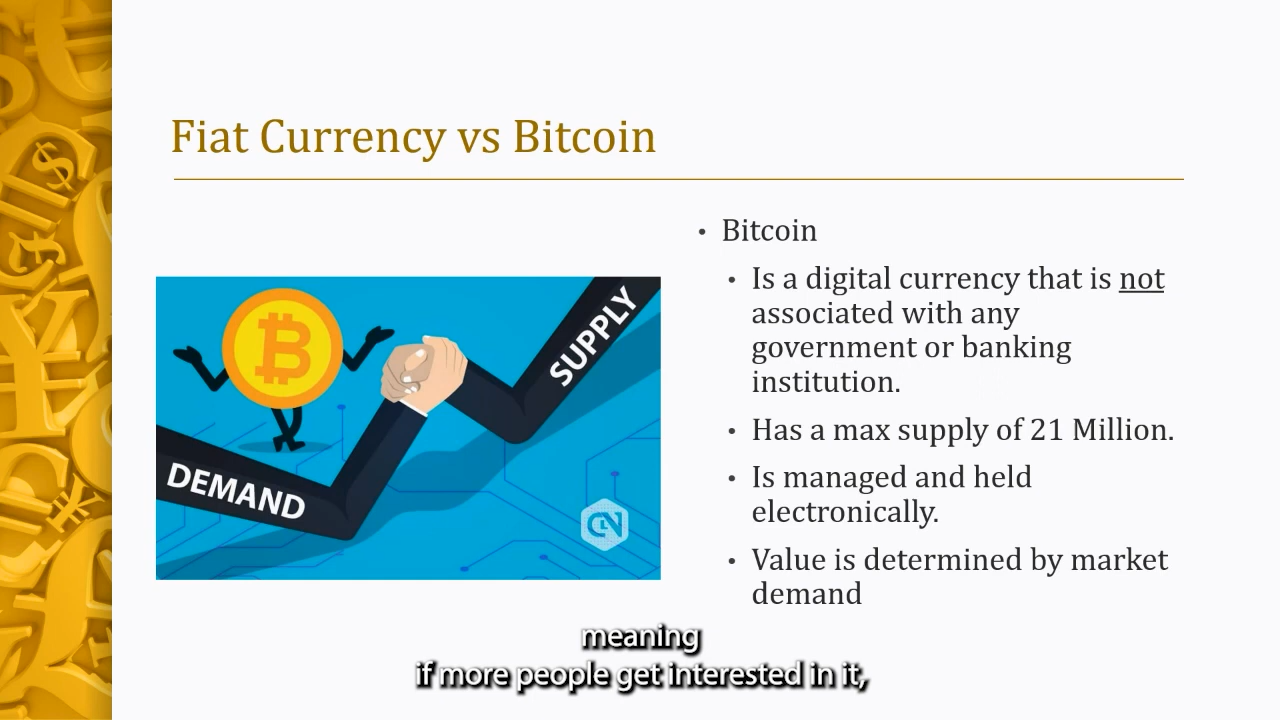 Fiat Currency vs Bitcoin
• Bitcoin
• Is a digital currency that is not
associated with any
government or banking
institution.
• Has a max supply of 21 Million.
• Is managed and held
electronically.
• Value is determined by market
demand
DEMAND
SUPPLY
meaning
if more people get interested in it,